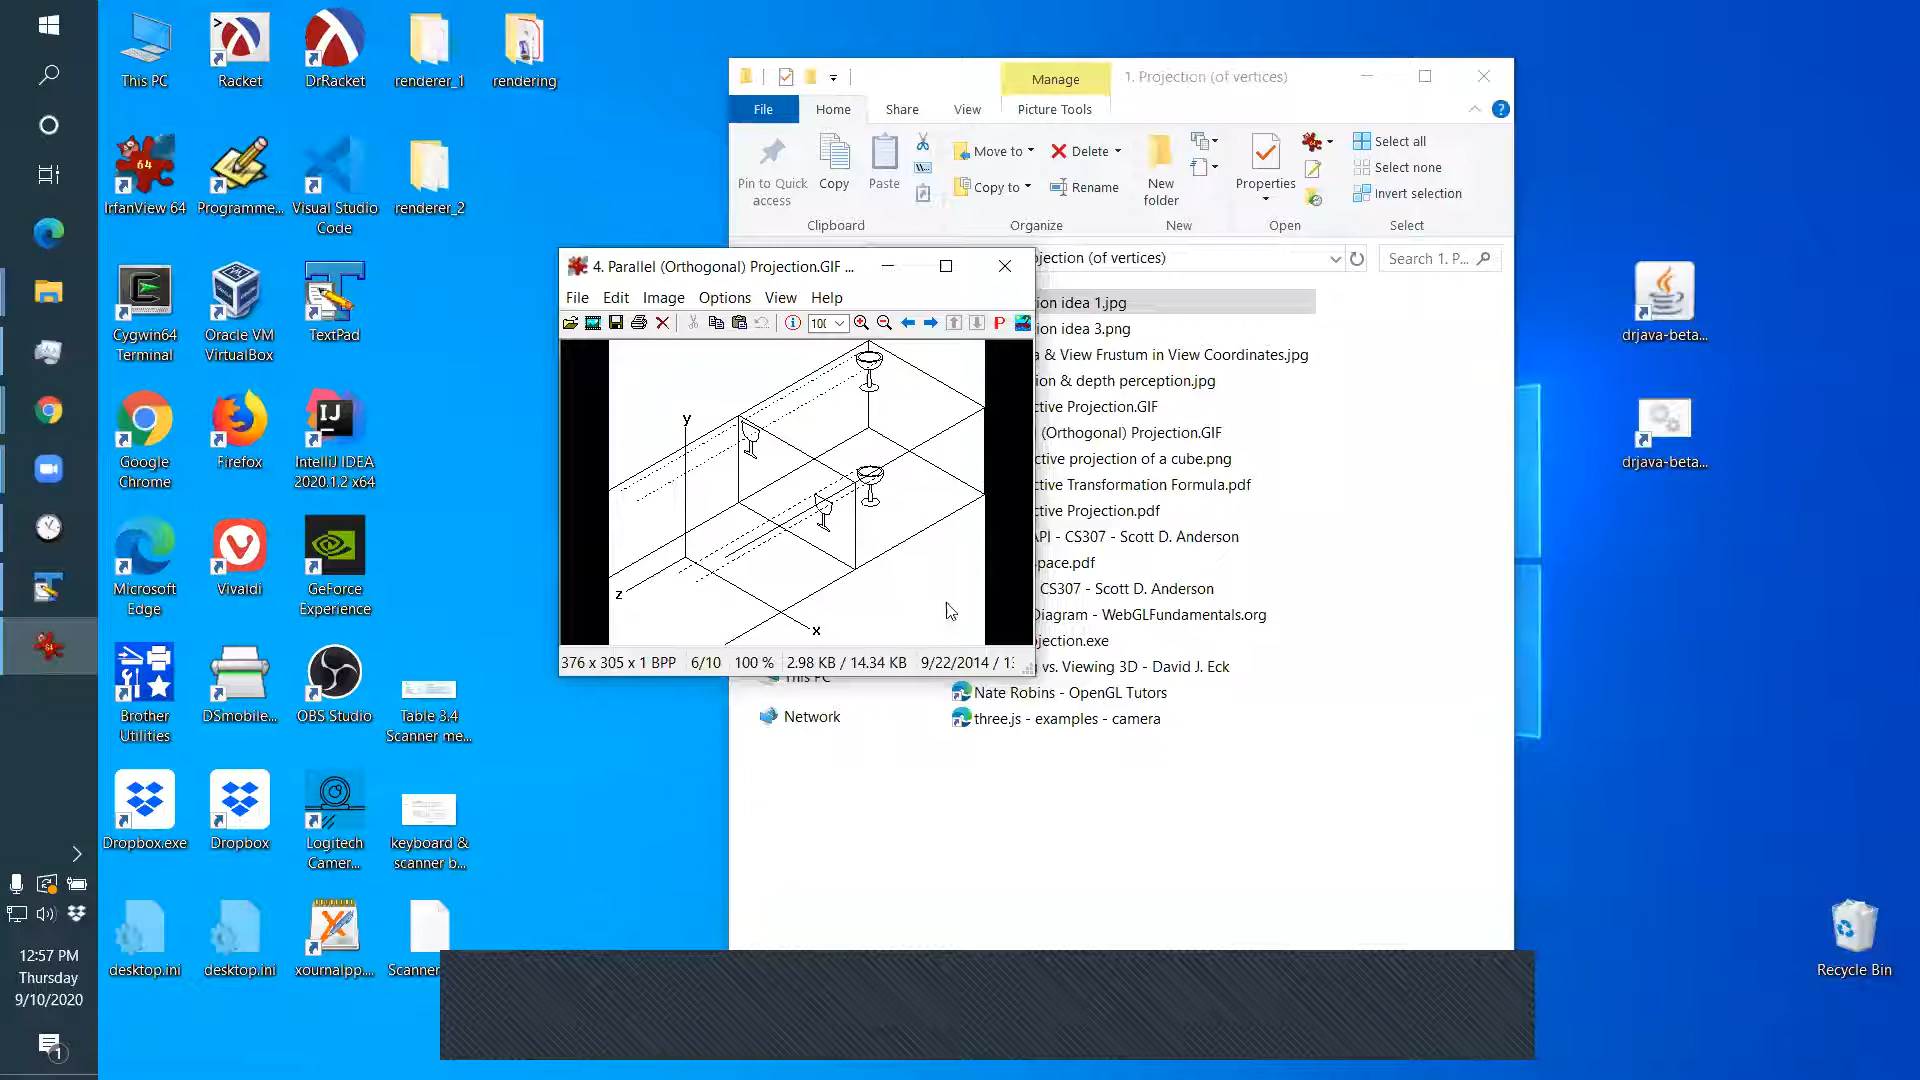 This PC
Racket
DrRacket
renderer_1
rendering
IrfanView 64
Programme...
Visual Studio
Code
renderer_2
Cygwin64
Terminal
Oracle VM
VirtualBox
TextPad
Google
Chrome
Firefox
IntelliJ IDEA
2020.1.2 x64
Microsoft
Edge
Vivaldi
GeForce
Experience
Brother
Utilities
DSmobile...
OBS Studio
Table 3.4
Scanner me...
Dropbox.exe
Dropbox
Logitech
Camer...
keyboard &
scanner b...
desktop.ini
desktop.ini
xournalpp....
Scanner
12:57 PM
Thursday
9/10/2020
1
Manage
1. Projection (of vertices)
File
Home
Share
View
Picture Tools
Pin to Quick
access
Copy
Paste
Move to
Copy to
Delete
Rename
New
folder
Properties
Select all
Select none
Invert selection
Clipboard
Organize
New
Open
Select
ojection (of vertices)
Search 1. P...
ion idea 1.jpg
ion idea 3.png
a & View Frustum in View Coordinates.jpg
ion & depth perception.jpg
ctive Projection.GIF
l (Orthogonal) Projection.GIF
ctive projection of a cube.png
ctive Transformation Formula.pdf
ctive Projection.pdf
API - CS307 - Scott D. Anderson
space.pdf
CS307 - Scott D. Anderson
Diagram - WebGLFundamentals.org
ojection.exe
g vs. Viewing 3D - David J. Eck
Nate Robins - OpenGL Tutors
three.js - examples - camera
This PC
Network
4. Parallel (Orthogonal) Projection.GIF ...
File Edit Image Options View Help
y
z
x
376 x 305 x 1 BPP
6/10
100 %
2.98 KB / 14.34 KB
9/22/2014 / 1
drjava-beta...
drjava-beta...
Recycle Bin